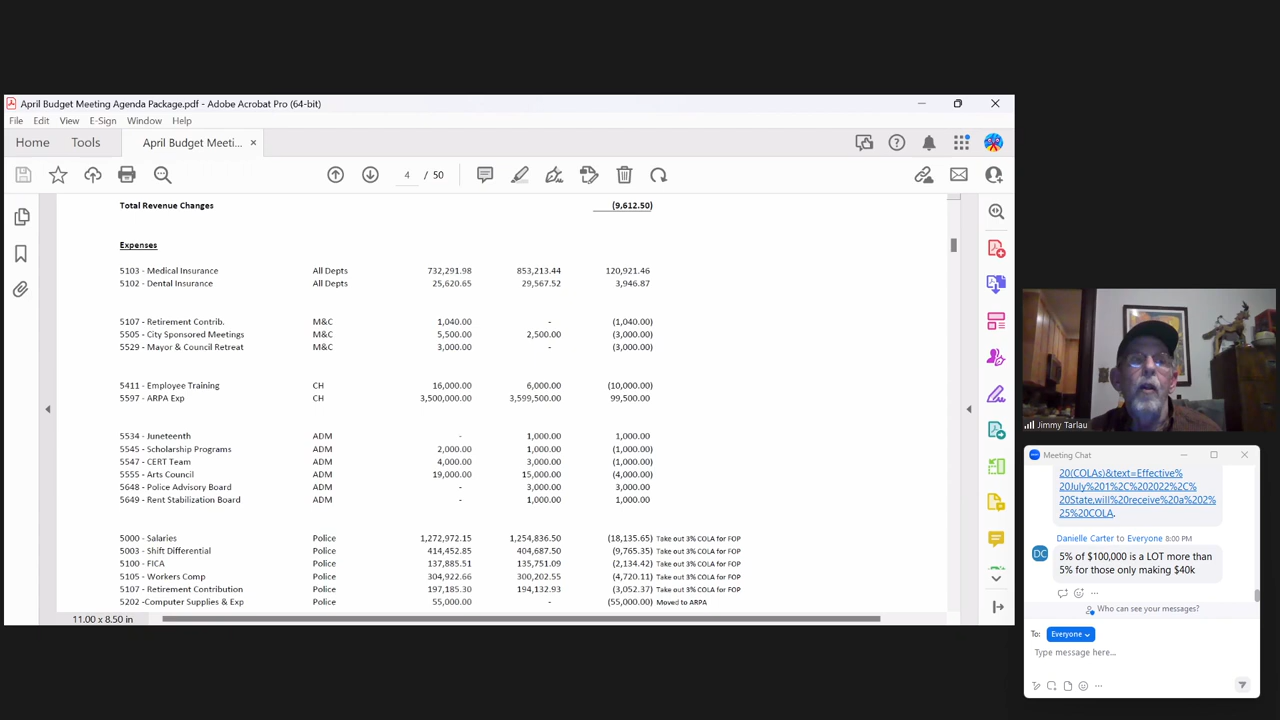 April Budget Meeting Agenda Package.pdf - Adobe Acrobat Pro (64-bit)
File Edit View E-Sign Window Help
Home Tools April Budget Meeti... ×
4 / 50
Total Revenue Changes (9,612.50)
Expenses
5103 - Medical Insurance All Depts 732,291.98 853,213.44 120,921.46
5102 - Dental Insurance All Depts 25,620.65 29,567.52 3,946.87
5107 - Retirement Contrib. M&C 1,040.00 - (1,040.00)
5505 - City Sponsored Meetings M&C 5,500.00 2,500.00 (3,000.00)
5529 - Mayor & Council Retreat M&C 3,000.00 - (3,000.00)
5411 - Employee Training CH 16,000.00 6,000.00 (10,000.00)
5597 - ARPA Exp CH 3,500,000.00 3,599,500.00 99,500.00
5534 - Juneteenth ADM - 1,000.00 1,000.00
5545 - Scholarship Programs ADM 2,000.00 1,000.00 (1,000.00)
5547 - CERT Team ADM 4,000.00 3,000.00 (1,000.00)
5555 - Arts Council ADM 19,000.00 15,000.00 (4,000.00)
5648 - Police Advisory Board ADM - 3,000.00 3,000.00
5649 - Rent Stabilization Board ADM - 1,000.00 1,000.00
5000 - Salaries Police 1,272,972.15 1,254,836.50 (18,135.65) Take out 3% COLA for FOP
5003 - Shift Differential Police 414,452.85 404,687.50 (9,765.35) Take out 3% COLA for FOP
5100 - FICA Police 137,885.51 135,751.09 (2,134.42) Take out 3% COLA for FOP
5105 - Workers Comp Police 304,922.66 300,202.55 (4,720.11) Take out 3% COLA for FOP
5107 - Retirement Contribution Police 197,185.30 194,132.93 (3,052.37) Take out 3% COLA for FOP
5202 -Computer Supplies & Exp Police 55,000.00 - (55,000.00) Moved to ARPA
11.00 x 8.50 in
Jimmy Tarlau
Meeting Chat
20(COLAs)&text=Effective%
20July%201%2C%202022%2C%
20State,will%20receive%20a%202%
25%20COLA.
Danielle Carter to Everyone 8:00 PM
DC
5% of $100,000 is a LOT more than
5% for those only making $40k
Who can see your messages?
To: Everyone
Type message here...